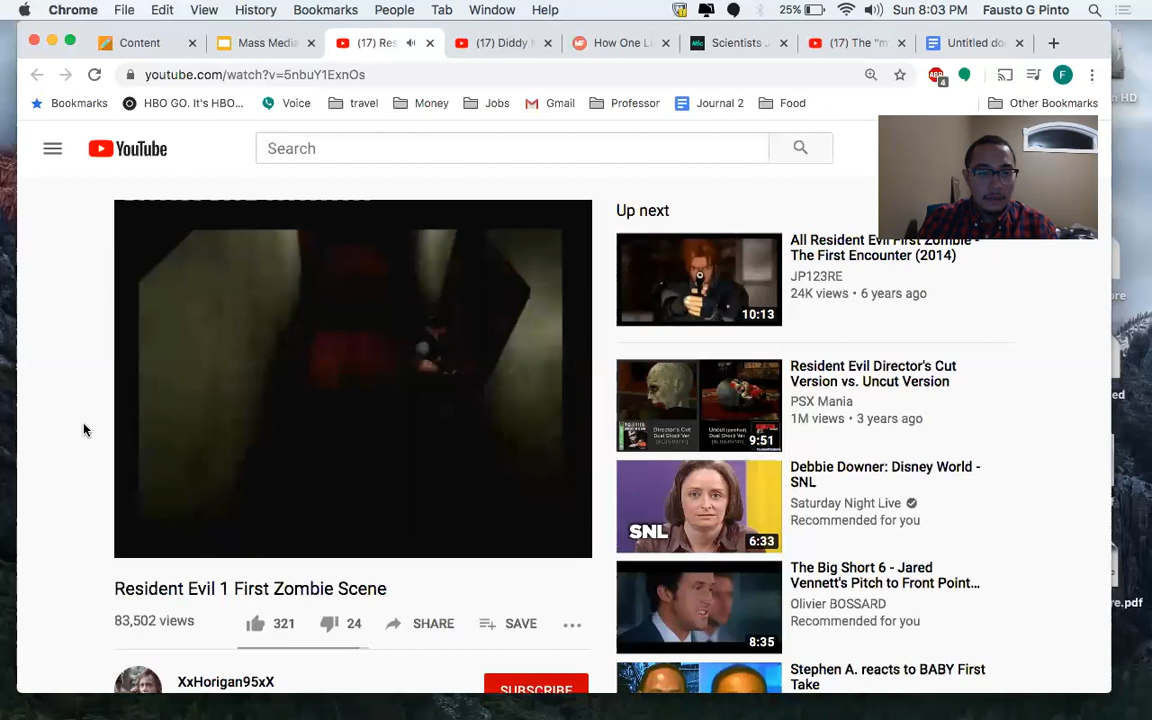 Chrome File Edit View History Bookmarks People Tab Window Help 25% Sun 8:03 PM Fausto G Pinto
Content Mass Media (17) Res (17) Diddy K How One Li Scientists J (17) The "m Untitled do
youtube.com/watch?v=5nbuY1ExnOs
Bookmarks HBO GO. It's HBO... Voice travel Money Jobs Gmail Professor Journal 2 Food Other Bookmarks
YouTube
Search
Up next
All Resident Evil First Zombie -
The First Encounter (2014)
JP123RE
24K views • 6 years ago
10:13
Resident Evil Director's Cut
Version vs. Uncut Version
PSX Mania
1M views • 3 years ago
9:51
Debbie Downer: Disney World -
SNL
Saturday Night Live
Recommended for you
SNL
6:33
The Big Short 6 - Jared
Vennett's Pitch to Front Point...
Olivier BOSSARD
Recommended for you
8:35
Stephen A. reacts to BABY First
Take
Resident Evil 1 First Zombie Scene
83,502 views 321 24 SHARE SAVE
XxHorigan95xX
SUBSCRIBE